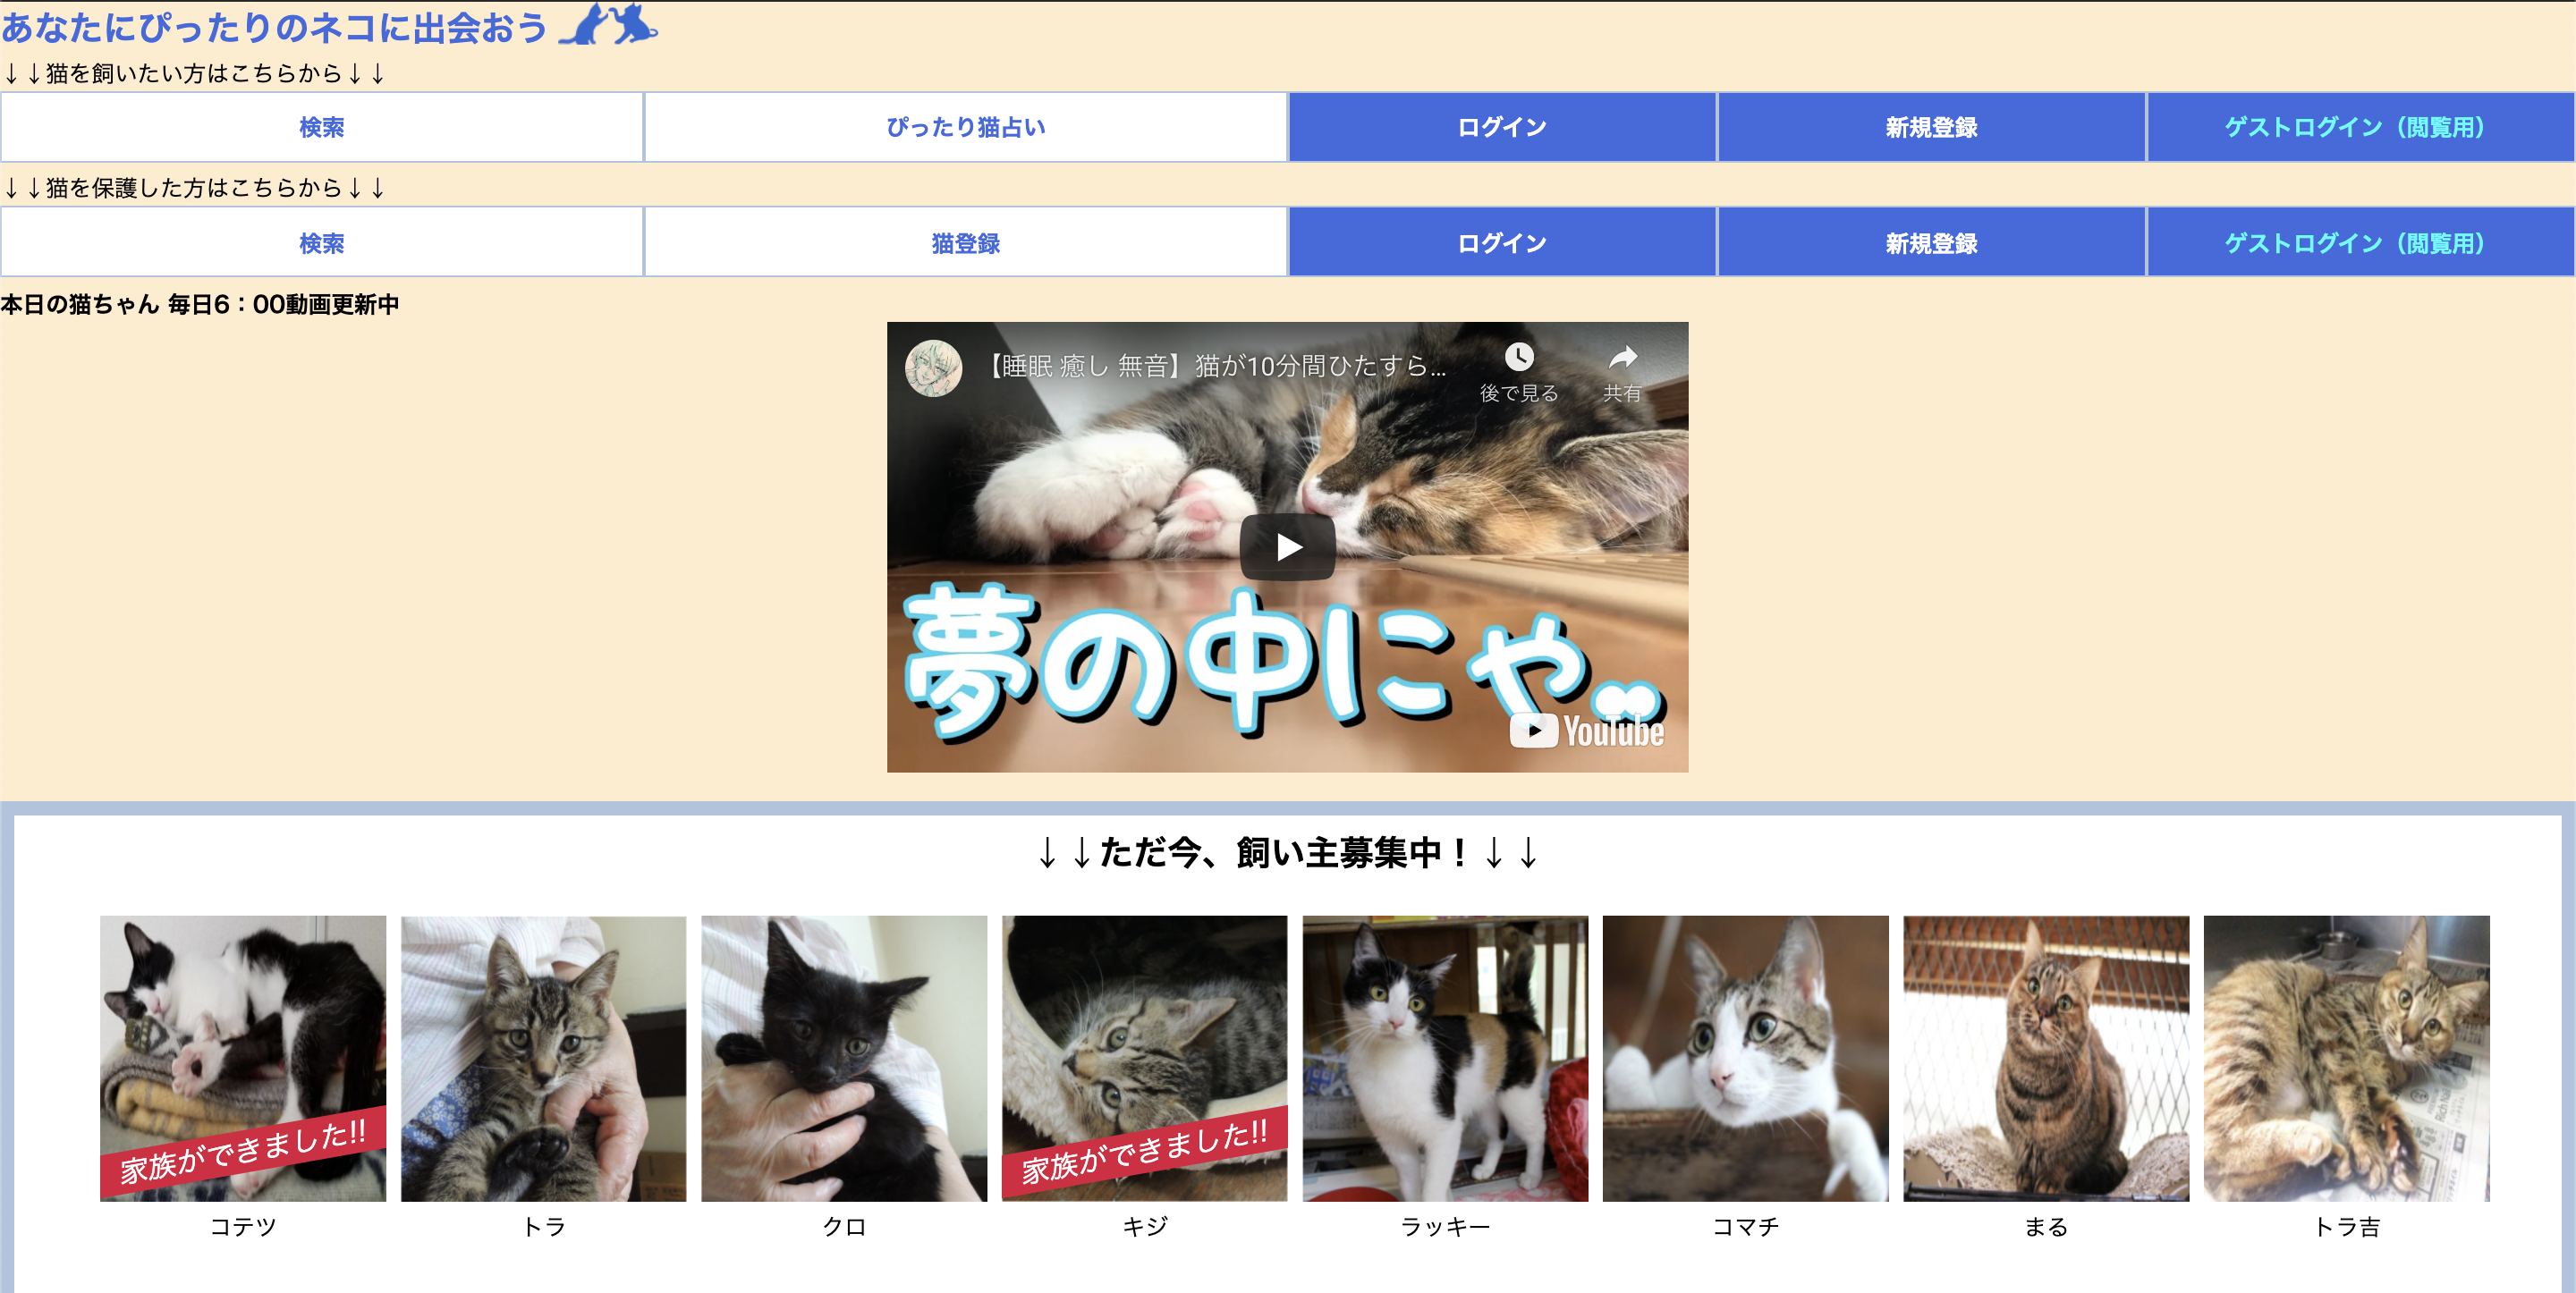 あなたにぴったりのネコに出会おう
↓↓猫を飼いたい方はこちらから↓↓
検索 ぴったり猫占い ログイン 新規登録 ゲストログイン（閲覧用）
↓↓猫を保護した方はこちらから↓↓
検索 猫登録 ログイン 新規登録 ゲストログイン（閲覧用）
本日の猫ちゃん 毎日6：00動画更新中
【睡眠 癒し 無音】猫が10分間ひたすら...
後で見る 共有
夢の中にゃ..
YouTube
↓↓ただ今、飼い主募集中！↓↓
家族ができました!! 家族ができました!!
コテツ トラ クロ キジ ラッキー コマチ まる トラ吉